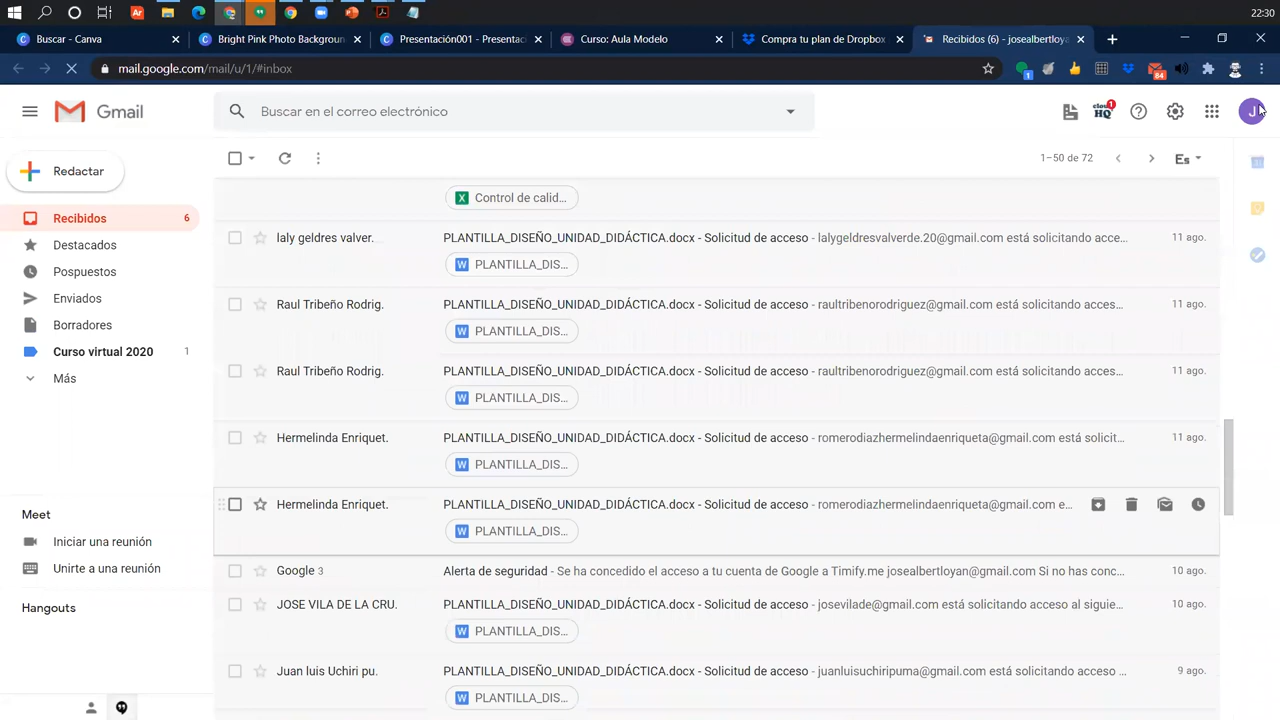 22:30
Buscar - Canva
Bright Pink Photo Backgroun
Presentación001 - Presentac
Curso: Aula Modelo
Compra tu plan de Dropbox
Recibidos (6) - josealbertloya
mail.google.com/mail/u/1/#inbox
1
84
Gmail
Buscar en el correo electrónico
cloud HQ
1
J
Redactar
1–50 de 72
Es
Control de calid...
Recibidos 6
Destacados
Pospuestos
Enviados
Borradores
Curso virtual 2020 1
Más
Meet
Iniciar una reunión
Unirte a una reunión
Hangouts
laly geldres valver. PLANTILLA_DISEÑO_UNIDAD_DIDÁCTICA.docx - Solicitud de acceso - lalygeldresvalverde.20@gmail.com está solicitando acce... 11 ago.
PLANTILLA_DIS...
Raul Tribeño Rodrig. PLANTILLA_DISEÑO_UNIDAD_DIDÁCTICA.docx - Solicitud de acceso - raultribenorodriguez@gmail.com está solicitando acces... 11 ago.
PLANTILLA_DIS...
Raul Tribeño Rodrig. PLANTILLA_DISEÑO_UNIDAD_DIDÁCTICA.docx - Solicitud de acceso - raultribenorodriguez@gmail.com está solicitando acces... 11 ago.
PLANTILLA_DIS...
Hermelinda Enriquet. PLANTILLA_DISEÑO_UNIDAD_DIDÁCTICA.docx - Solicitud de acceso - romerodiazhermelindaenriqueta@gmail.com está solicit... 11 ago.
PLANTILLA_DIS...
Hermelinda Enriquet. PLANTILLA_DISEÑO_UNIDAD_DIDÁCTICA.docx - Solicitud de acceso - romerodiazhermelindaenriqueta@gmail.com e...
PLANTILLA_DIS...
Google 3 Alerta de seguridad - Se ha concedido el acceso a tu cuenta de Google a Timify.me josealbertloyan@gmail.com Si no has conc... 10 ago.
JOSE VILA DE LA CRU. PLANTILLA_DISEÑO_UNIDAD_DIDÁCTICA.docx - Solicitud de acceso - josevilade@gmail.com está solicitando acceso al siguie... 10 ago.
PLANTILLA_DIS...
Juan luis Uchiri pu. PLANTILLA_DISEÑO_UNIDAD_DIDÁCTICA.docx - Solicitud de acceso - juanluisuchiripuma@gmail.com está solicitando acceso ... 9 ago.
PLANTILLA_DIS...